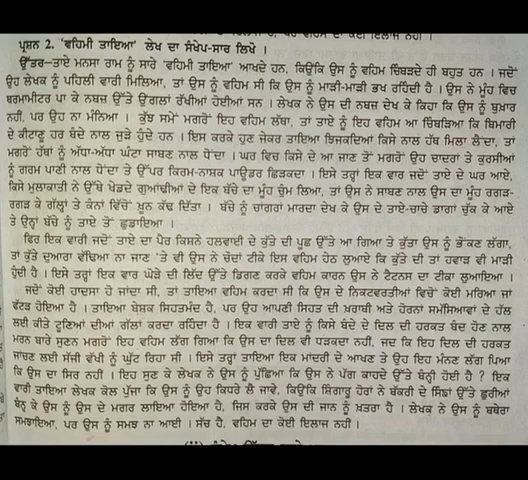 ਪ੍ਰਸ਼ਨ 2. 'ਵਹਿਮੀ ਤਾਇਆ' ਲੇਖ ਦਾ ਸੰਖੇਪ-ਸਾਰ ਲਿਖੋ ।
ਉੱਤਰ—ਤਾਏ ਮਨਸਾ ਰਾਮ ਨੂੰ ਸਾਰੇ 'ਵਹਿਮੀ ਤਾਇਆ' ਆਖਦੇ ਹਨ, ਕਿਉਂਕਿ ਉਸ ਨੂੰ ਵਹਿਮ ਚਿੰਬੜਦੇ ਹੀ ਬਹੁਤ ਹਨ । ਜਦੋਂ
ਉਹ ਲੇਖਕ ਨੂੰ ਪਹਿਲੀ ਵਾਰੀ ਮਿਲਿਆ, ਤਾਂ ਉਸ ਨੂੰ ਵਹਿਮ ਸੀ ਕਿ ਉਸ ਨੂੰ ਮਾੜੀ-ਮਾੜੀ ਭਖ ਰਹਿੰਦੀ ਹੈ । ਉਸ ਨੇ ਮੂੰਹ ਵਿਚ
ਥਰਮਾਮੀਟਰ ਪਾ ਕੇ ਨਬਜ਼ ਉੱਤੇ ਉਂਗਲਾਂ ਰੱਖੀਆਂ ਹੋਈਆਂ ਸਨ । ਲੇਖਕ ਨੇ ਉਸ ਦੀ ਨਬਜ਼ ਦੇਖ ਕੇ ਕਿਹਾ ਕਿ ਉਸ ਨੂੰ ਬੁਖ਼ਾਰ
ਨਹੀਂ, ਪਰ ਉਹ ਨਾ ਮੰਨਿਆ । ਕੁੱਝ ਸਮੇਂ ਮਗਰੋਂ ਇਹ ਵਹਿਮ ਲੱਥਾ, ਤਾਂ ਤਾਏ ਨੂੰ ਇਹ ਵਹਿਮ ਆ ਚਿੰਬੜਿਆ ਕਿ ਬਿਮਾਰੀ
ਦੇ ਕੀਟਾਣੂ ਹਰ ਬੰਦੇ ਨਾਲ ਜੁੜੇ ਹੁੰਦੇ ਹਨ । ਇਸ ਕਰਕੇ ਹੁਣ ਜੇਕਰ ਤਾਇਆ ਝਿਜਕਦਿਆਂ ਕਿਸੇ ਨਾਲ ਹੱਥ ਮਿਲਾ ਲੈਂਦਾ, ਤਾਂ
ਮਗਰੋਂ ਹੱਥਾਂ ਨੂੰ ਅੱਧਾ-ਅੱਧਾ ਘੰਟਾ ਸਾਬਣ ਨਾਲ ਧੋਂਦਾ । ਘਰ ਵਿਚ ਕਿਸੇ ਦੇ ਆ ਜਾਣ ਤੋਂ ਮਗਰੋਂ ਉਹ ਚਾਦਰਾਂ ਤੇ ਕੁਰਸੀਆਂ
ਨੂੰ ਗਰਮ ਪਾਣੀ ਨਾਲ ਧੋਂਦਾ ਤੇ ਉੱਪਰ ਕਿਰਮ-ਨਾਸ਼ਕ ਪਾਊਡਰ ਛਿੜਕਦਾ । ਇਸੇ ਤਰ੍ਹਾਂ ਇਕ ਵਾਰ ਜਦੋਂ ਤਾਏ ਦੇ ਘਰ ਆਏ,
ਕਿਸੇ ਮੁਲਾਕਾਤੀ ਨੇ ਉੱਥੇ ਖੇਡਦੇ ਗੁਆਂਢੀਆਂ ਦੇ ਇਕ ਬੱਚੇ ਦਾ ਮੂੰਹ ਚੁੰਮ ਲਿਆ, ਤਾਂ ਉਸ ਨੇ ਸਾਬਣ ਨਾਲ ਉਸ ਦਾ ਮੂੰਹ ਰਗੜ-
ਰਗੜ ਕੇ ਗੱਲ੍ਹਾਂ ਤੇ ਕੰਨਾਂ ਵਿੱਚੋਂ ਖ਼ੂਨ ਕੱਢ ਦਿੱਤਾ । ਬੱਚੇ ਨੂੰ ਚਾਂਗਰਾਂ ਮਾਰਦਾ ਦੇਖ ਕੇ ਉਸ ਦੇ ਤਾਏ-ਚਾਚੇ ਡਾਂਗਾਂ ਚੁੱਕ ਕੇ ਆਏ
ਤੇ ਉਨ੍ਹਾਂ ਬੱਚੇ ਨੂੰ ਤਾਏ ਤੋਂ ਛੁਡਾਇਆ ।
ਫਿਰ ਇਕ ਵਾਰੀ ਜਦੋਂ ਤਾਏ ਦਾ ਪੈਰ ਕਿਸ਼ਨੇ ਹਲਵਾਈ ਦੇ ਕੁੱਤੇ ਦੀ ਪੂਛ ਉੱਤੇ ਆ ਗਿਆ ਤੇ ਕੁੱਤਾ ਉਸ ਨੂੰ ਭੌਂਕਣ ਲੱਗਾ,
ਤਾਂ ਕੁੱਤੇ ਦੁਆਰਾ ਵੱਢਿਆ ਨਾ ਜਾਣ 'ਤੇ ਵੀ ਉਸ ਨੇ ਚੌਦਾਂ ਟੀਕੇ ਇਸ ਵਹਿਮ ਹੇਠ ਲੁਆਏ ਕਿ ਕੁੱਤੇ ਦੀ ਤਾਂ ਹਵਾੜ ਵੀ ਮਾੜੀ
ਹੁੰਦੀ ਹੈ । ਇਸੇ ਤਰ੍ਹਾਂ ਇਕ ਵਾਰ ਘੋੜੇ ਦੀ ਲਿੱਦ ਉੱਤੇ ਡਿਗਣ ਕਰਕੇ ਵਹਿਮ ਕਾਰਨ ਉਸ ਨੇ ਟੈਟਨਸ ਦਾ ਟੀਕਾ ਲੁਆਇਆ ।
ਜਦੋਂ ਕੋਈ ਹਾਦਸਾ ਹੋ ਜਾਂਦਾ ਸੀ, ਤਾਂ ਤਾਇਆ ਵਹਿਮ ਕਰਦਾ ਸੀ ਕਿ ਉਸ ਦੇ ਨਿਕਟਵਰਤੀਆਂ ਵਿਚੋਂ ਕੋਈ ਮਰਿਆ ਜਾਂ
ਫੱਟੜ ਹੋਇਆ ਹੈ । ਤਾਇਆ ਬੇਸ਼ਕ ਸਿਹਤਮੰਦ ਹੈ, ਪਰ ਉਹ ਆਪਣੀ ਸਿਹਤ ਦੀ ਖ਼ਰਾਬੀ ਅਤੇ ਹੋਰਨਾਂ ਸਮੱਸਿਆਵਾਂ ਦੇ ਹੱਲ
ਲਈ ਕੀਤੇ ਟੂਣਿਆਂ ਦੀਆਂ ਗੱਲਾਂ ਕਰਦਾ ਰਹਿੰਦਾ ਹੈ । ਇਕ ਵਾਰੀ ਤਾਏ ਨੂੰ ਕਿਸੇ ਬੰਦੇ ਦੇ ਦਿਲ ਦੀ ਹਰਕਤ ਬੰਦ ਹੋਣ ਨਾਲ
ਮਰਨ ਬਾਰੇ ਸੁਣਨ ਮਗਰੋਂ ਇਹ ਵਹਿਮ ਲੱਗ ਗਿਆ ਕਿ ਉਸ ਦਾ ਦਿਲ ਵੀ ਧੜਕਦਾ ਨਹੀਂ, ਜਦ ਕਿ ਇਹ ਦਿਲ ਦੀ ਹਰਕਤ
ਜਾਂਚਣ ਲਈ ਸੱਜੀ ਵੱਖੀ ਨੂੰ ਘੁੱਟ ਰਿਹਾ ਸੀ । ਇਸੇ ਤਰ੍ਹਾਂ ਤਾਇਆ ਇਕ ਮਾਂਦਰੀ ਦੇ ਆਖਣ ਤੇ ਉਹ ਇਹ ਮੰਨਣ ਲੱਗ ਪਿਆ
ਕਿ ਉਸ ਦਾ ਸਿਰ ਨਹੀਂ । ਇਹ ਸੁਣ ਕੇ ਲੇਖਕ ਨੇ ਉਸ ਨੂੰ ਪੁੱਛਿਆ ਕਿ ਉਸ ਨੇ ਪੱਗ ਕਾਹਦੇ ਉੱਤੇ ਬੰਨ੍ਹੀ ਹੋਈ ਹੈ ? ਇਕ
ਵਾਰੀ ਤਾਇਆ ਲੇਖਕ ਕੋਲ ਪੁੱਜਾ ਕਿ ਉਸ ਨੂੰ ਉਹ ਕਿਧਰੇ ਲੈ ਜਾਵੇ, ਕਿਉਂਕਿ ਸ਼ਿੰਗਾਰੂ ਹੋਰਾਂ ਨੇ ਬੱਕਰੀ ਦੇ ਸਿੰਙਾਂ ਉੱਤੇ ਛੁਰੀਆਂ
ਬੰਨ੍ਹ ਕੇ ਉਸ ਨੂੰ ਉਸ ਦੇ ਮਗਰ ਲਾਇਆ ਹੋਇਆ ਹੈ, ਜਿਸ ਕਰਕੇ ਉਸ ਦੀ ਜਾਨ ਨੂੰ ਖ਼ਤਰਾ ਹੈ । ਲੇਖਕ ਨੇ ਉਸ ਨੂੰ ਬਥੇਰਾ
ਸਮਝਾਇਆ, ਪਰ ਉਸ ਨੂੰ ਸਮਝ ਨਾ ਆਈ । ਸੱਚ ਹੈ, ਵਹਿਮ ਦਾ ਕੋਈ ਇਲਾਜ ਨਹੀਂ ।